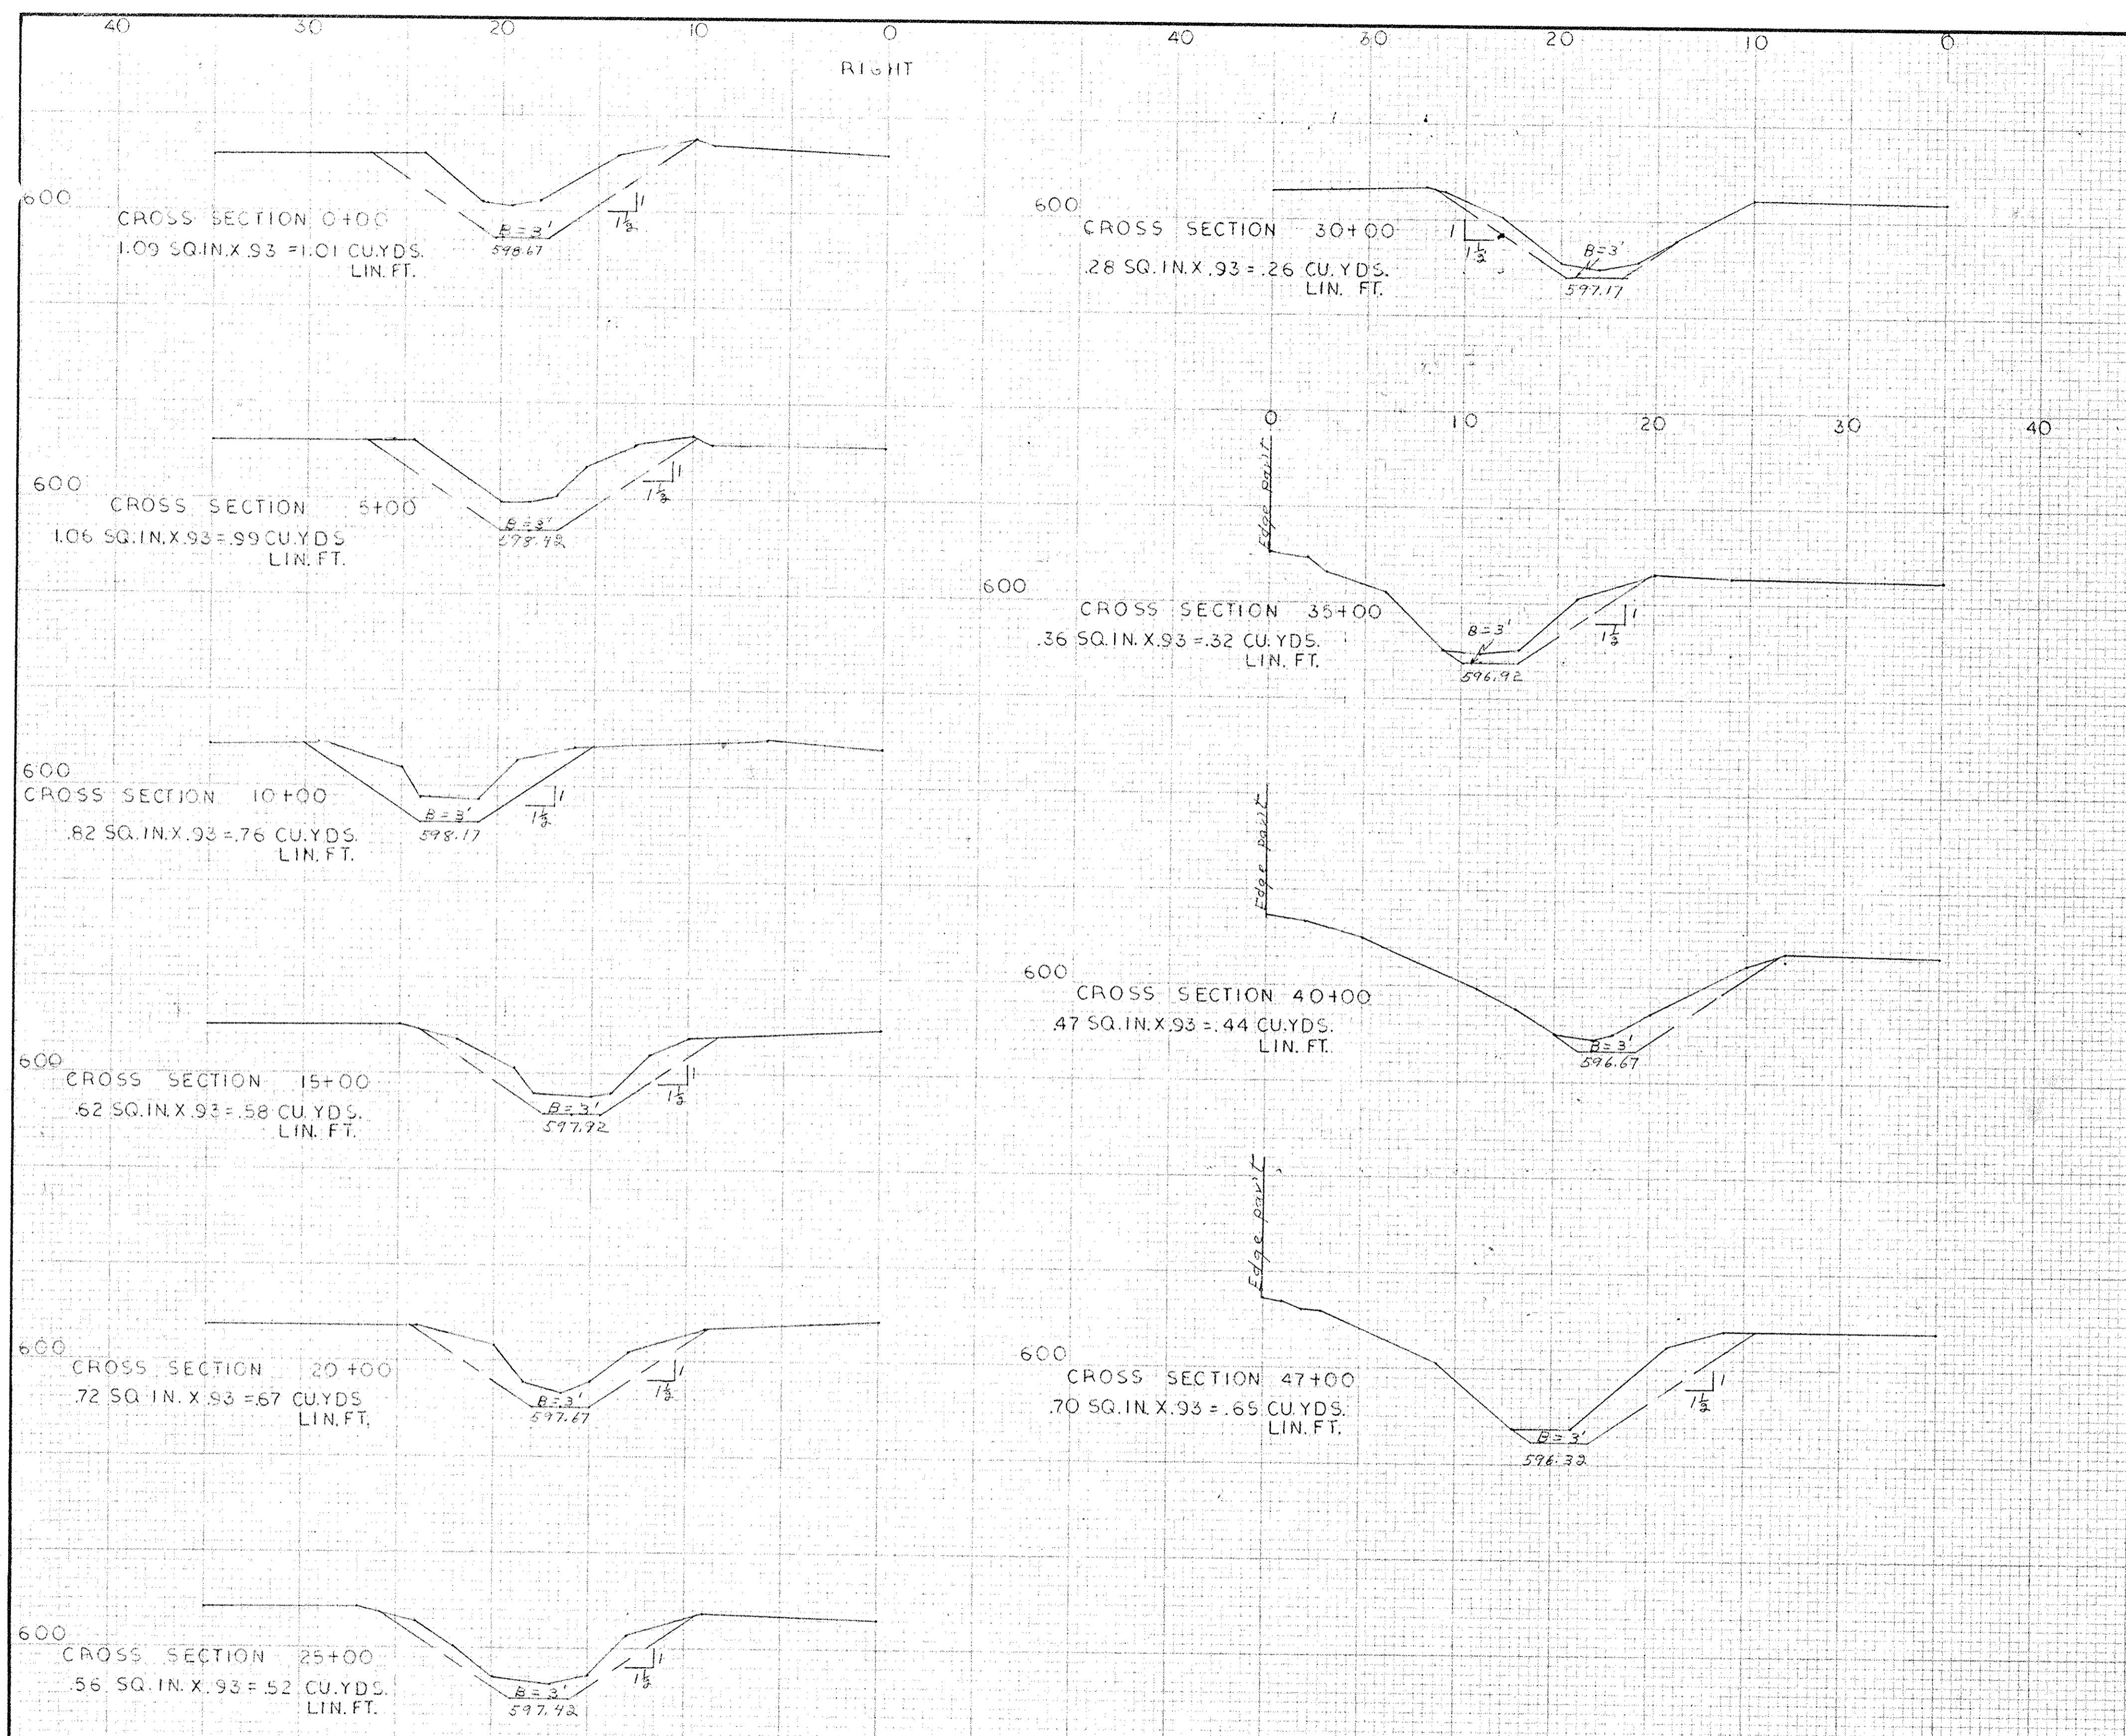 40 30 20 10 0 40 30 20 10 0
RIGHT
600
CROSS SECTION 0+00
1.09 SQ.IN.X.93 =1.01 CU.YDS.
LIN.FT.
B=3'
598.67
1
1½
600
CROSS SECTION 5+00
1.06 SQ.IN.X.93=.99 CU.YDS
LIN.FT.
B=3'
598.42
1
1½
600
CROSS SECTION 10+00
.82 SQ.IN.X.93=.76 CU.YDS.
LIN.FT.
B=3'
598.17
1
1½
600
CROSS SECTION 15+00
.62 SQ.IN.X.93=.58 CU.YDS.
LIN. FT.
B=3'
597.92
1
1½
600
CROSS SECTION 20+00
.72 SQ.IN.X.93=.67 CU.YDS
LIN.FT.
B=3'
597.67
1
1½
600
CROSS SECTION 25+00
.56 SQ.IN.X.93=.52 CU.YDS.
LIN.FT.
B=3'
597.42
1
1½
600
CROSS SECTION 30+00
.28 SQ.IN.X.93=.26 CU.YDS.
LIN. FT.
1
1½
B=3'
597.17
0 10 20 30 40
Edge pav't
600
CROSS SECTION 35+00
.36 SQ.IN.X.93=.32 CU.YDS.
LIN. FT.
B=3'
596.92
1
1½
Edge pav't
600
CROSS SECTION 40+00
.47 SQ.IN.X.93=.44 CU.YDS.
LIN. FT.
B=3'
596.67
Edge pav't
600
CROSS SECTION 47+00
.70 SQ.IN.X.93=.65 CU.YDS.
LIN. FT.
B=3'
596.32
1
1½